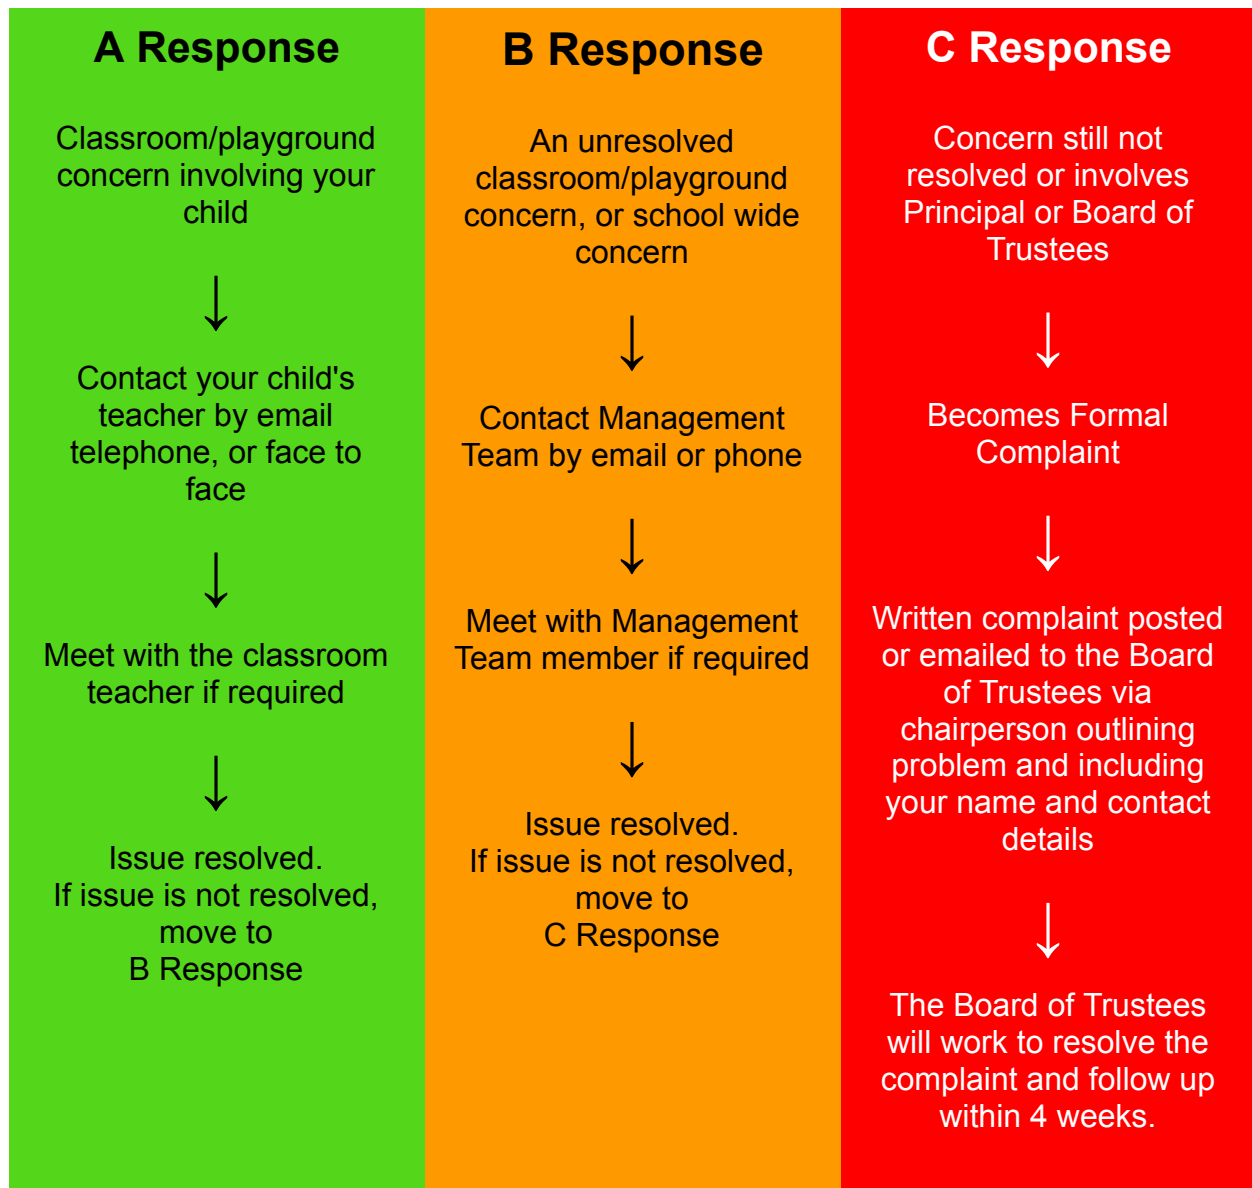 A Response
Classroom/playground
concern involving your
child
↓
Contact your child's
teacher by email
telephone, or face to
face
↓
Meet with the classroom
teacher if required
↓
Issue resolved.
If issue is not resolved,
move to
B Response
B Response
An unresolved
classroom/playground
concern, or school wide
concern
↓
Contact Management
Team by email or phone
↓
Meet with Management
Team member if required
↓
Issue resolved.
If issue is not resolved,
move to
C Response
C Response
Concern still not
resolved or involves
Principal or Board of
Trustees
↓
Becomes Formal
Complaint
↓
Written complaint posted
or emailed to the Board
of Trustees via
chairperson outlining
problem and including
your name and contact
details
↓
The Board of Trustees
will work to resolve the
complaint and follow up
within 4 weeks.